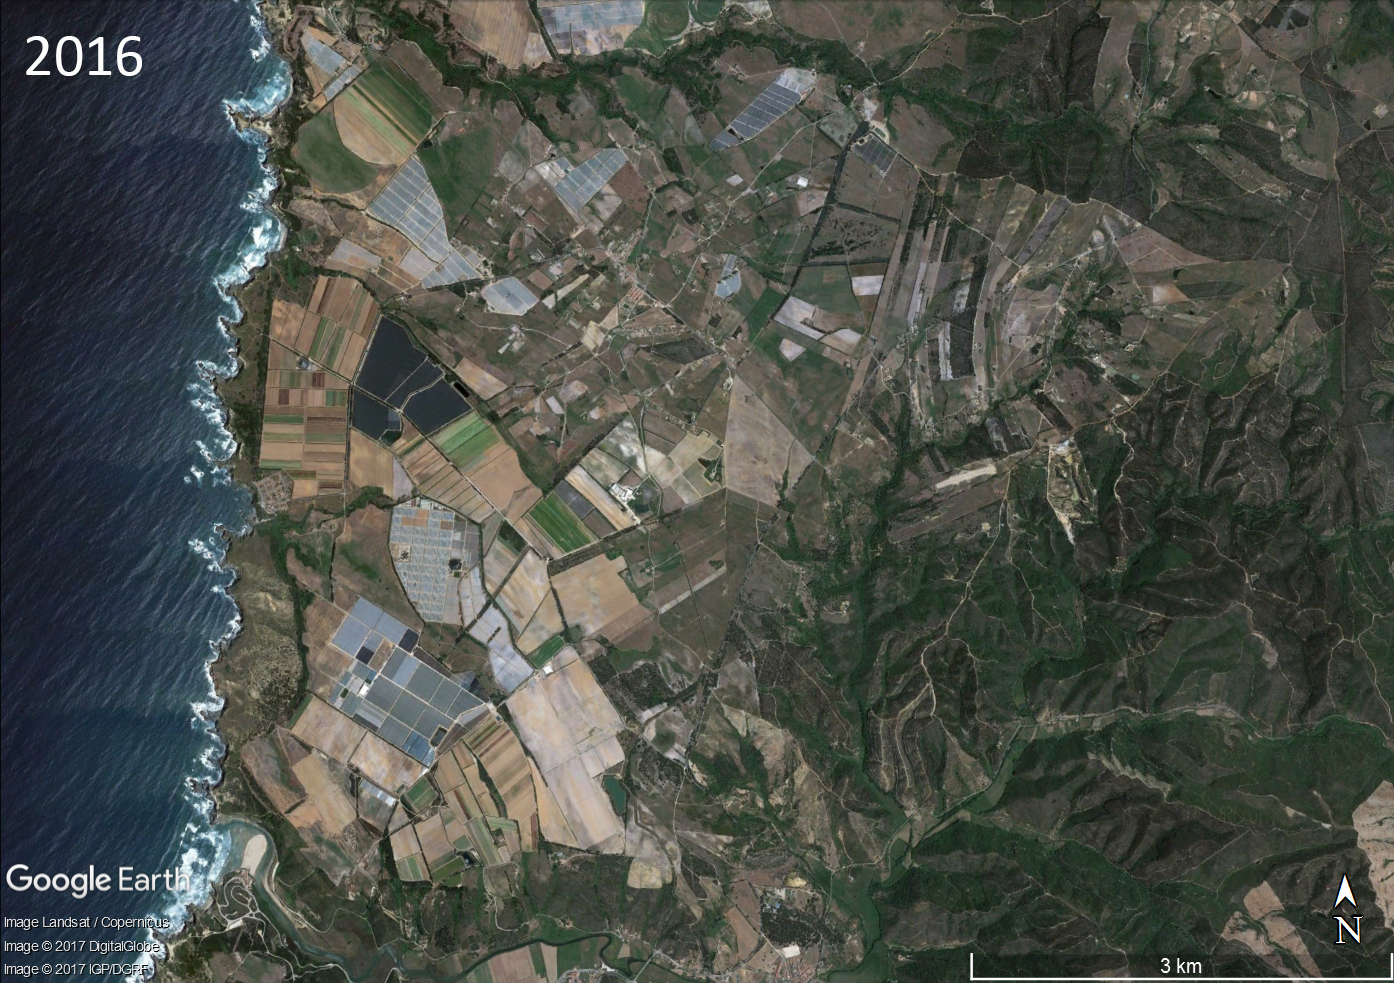 2016
Google Earth
Image Landsat / Copernicus
Image © 2017 DigitalGlobe
Image © 2017 IGP/DGRF
N
3 km